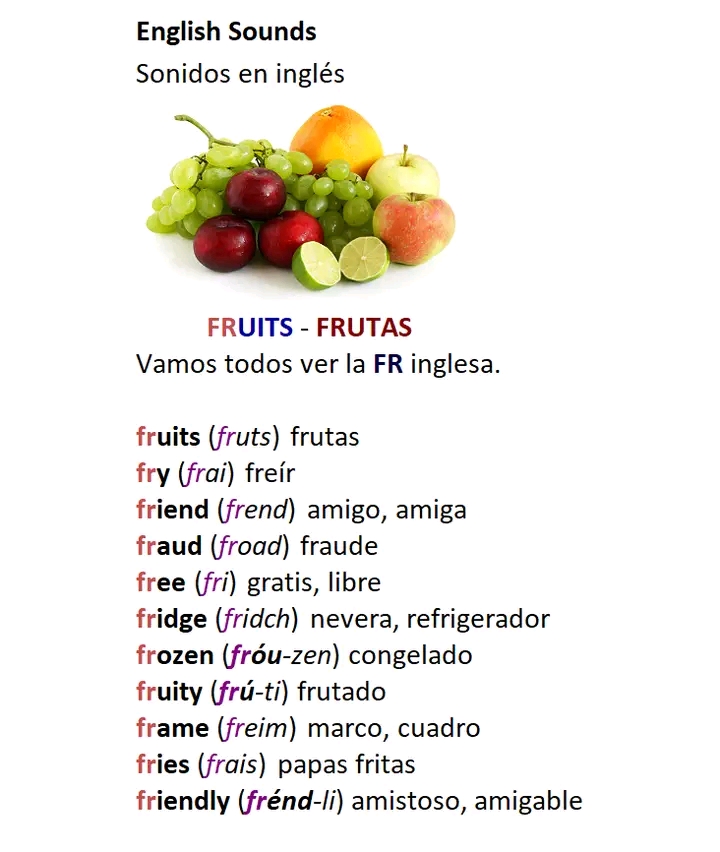 English Sounds
Sonidos en inglés
FRUITS - FRUTAS
Vamos todos ver la FR inglesa.
fruits (fruts) frutas
fry (frai) freír
friend (frend) amigo, amiga
fraud (froad) fraude
free (fri) gratis, libre
fridge (fridch) nevera, refrigerador
frozen (fróu-zen) congelado
fruity (frú-ti) frutado
frame (freim) marco, cuadro
fries (frais) papas fritas
friendly (frénd-li) amistoso, amigable